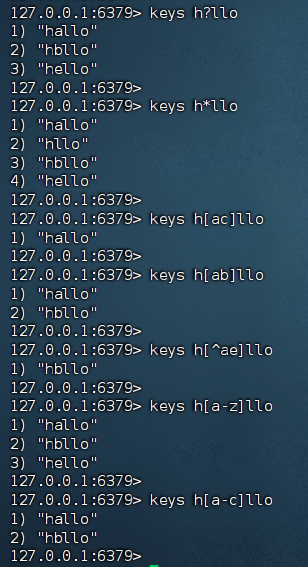 127.0.0.1:6379> keys h?llo
1) "hallo"
2) "hbllo"
3) "hello"
127.0.0.1:6379>
127.0.0.1:6379> keys h*llo
1) "hallo"
2) "hllo"
3) "hbllo"
4) "hello"
127.0.0.1:6379>
127.0.0.1:6379> keys h[ac]llo
1) "hallo"
127.0.0.1:6379>
127.0.0.1:6379> keys h[ab]llo
1) "hallo"
2) "hbllo"
127.0.0.1:6379>
127.0.0.1:6379> keys h[^ae]llo
1) "hbllo"
127.0.0.1:6379>
127.0.0.1:6379> keys h[a-z]llo
1) "hallo"
2) "hbllo"
3) "hello"
127.0.0.1:6379>
127.0.0.1:6379> keys h[a-c]llo
1) "hallo"
2) "hbllo"
127.0.0.1:6379>